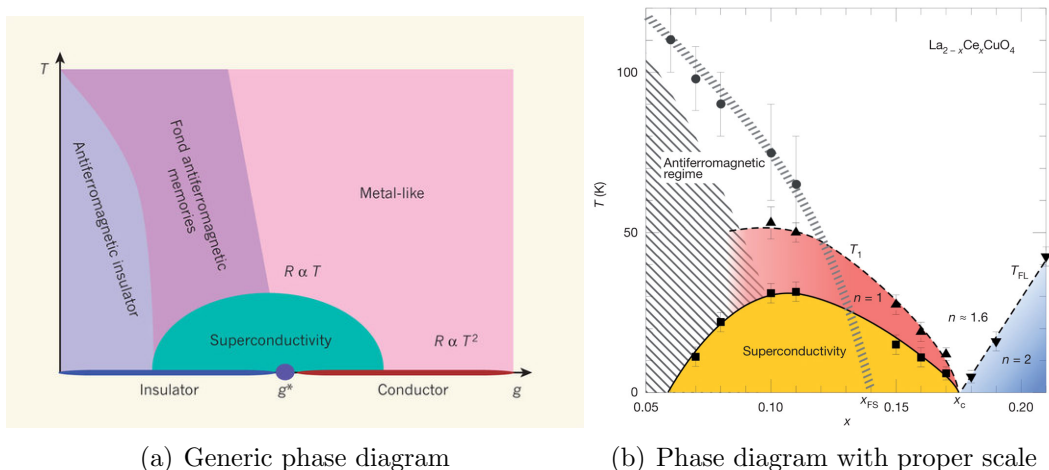 T
Antiferromagnetic insulator
Fond antiferromagnetic
memories
Metal-like
R α T
Superconductivity
R α T²
Insulator
g*
Conductor
g
(a) Generic phase diagram
La₂₋ₓCeₓCuO₄
100
Antiferromagnetic
regime
T (K)
50
T₁
T_FL
n = 1
n ≈ 1.6
Superconductivity
n = 2
0
0.05
0.10
x_FS
0.15
x_c
0.20
x
(b) Phase diagram with proper scale